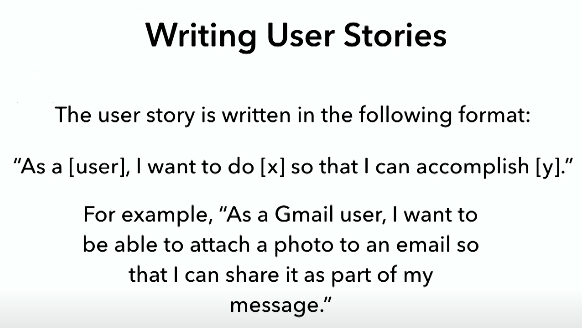 Writing User Stories
The user story is written in the following format:
“As a [user], I want to do [x] so that I can accomplish [y].”
For example, “As a Gmail user, I want to
be able to attach a photo to an email so
that I can share it as part of my
message.”